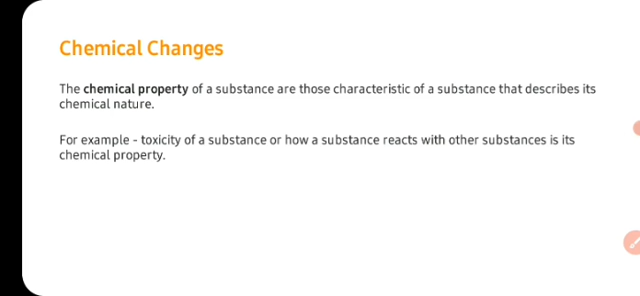 Chemical Changes
The chemical property of a substance are those characteristic of a substance that describes its
chemical nature.
For example - toxicity of a substance or how a substance reacts with other substances is its
chemical property.